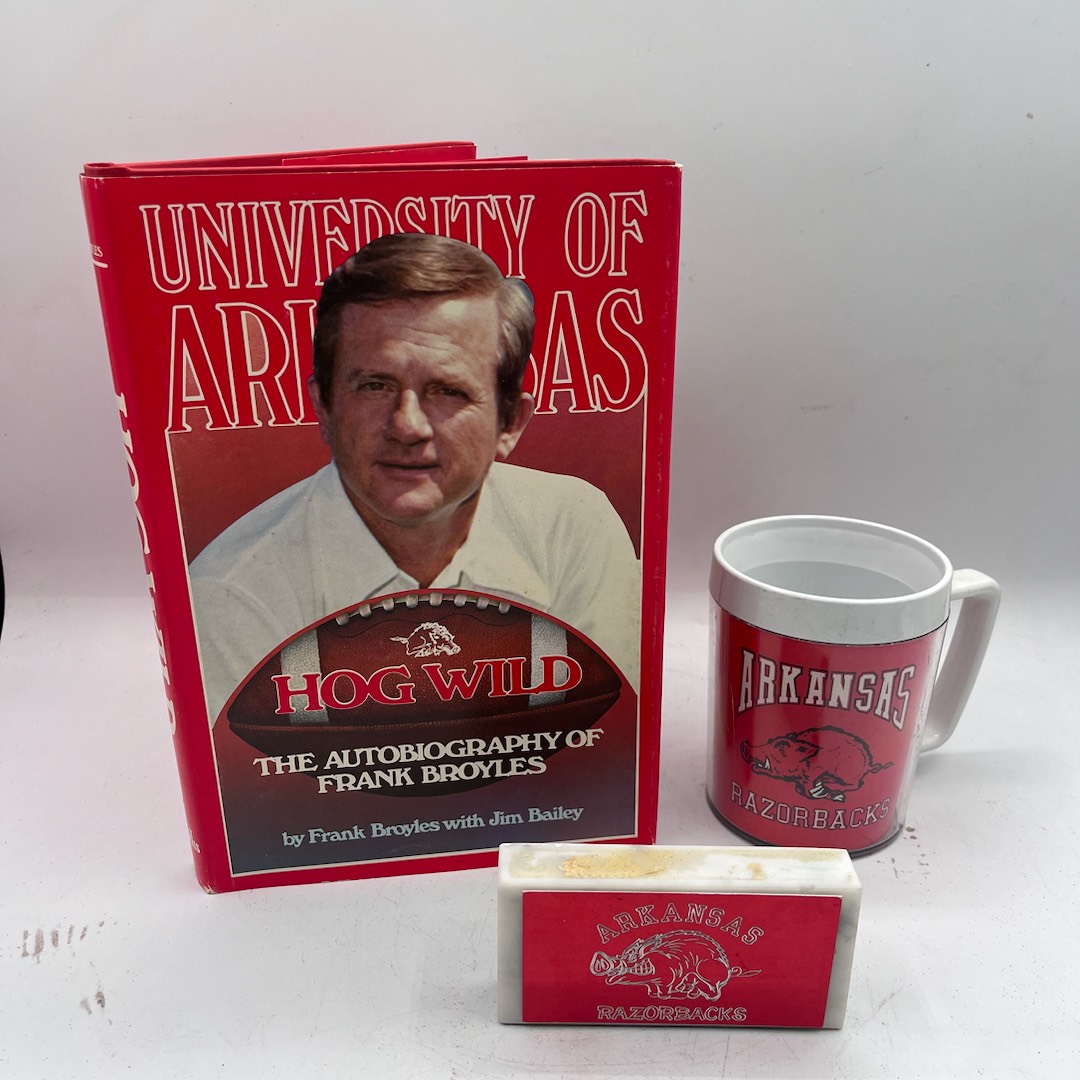 UNIVERSITY OF
ARKANSAS
HOG WILD
THE AUTOBIOGRAPHY OF
FRANK BROYLES
by Frank Broyles with Jim Bailey
HOG WILD
ARKANSAS
RAZORBACKS
ARKANSAS
RAZORBACKS